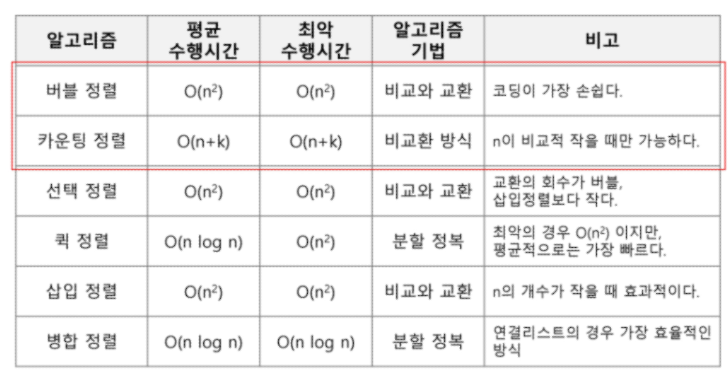 알고리즘 평균 수행시간 최악 수행시간 알고리즘 기법 비고
버블 정렬 O(n²) O(n²) 비교와 교환 코딩이 가장 손쉽다.
카운팅 정렬 O(n+k) O(n+k) 비교환 방식 n이 비교적 작을 때만 가능하다.
선택 정렬 O(n²) O(n²) 비교와 교환 교환의 회수가 버블,
삽입정렬보다 작다.
퀵 정렬 O(n log n) O(n²) 분할 정복 최악의 경우 O(n²) 이지만,
평균적으로는 가장 빠르다.
삽입 정렬 O(n²) O(n²) 비교와 교환 n의 개수가 작을 때 효과적이다.
병합 정렬 O(n log n) O(n log n) 분할 정복 연결리스트의 경우 가장 효율적인
방식